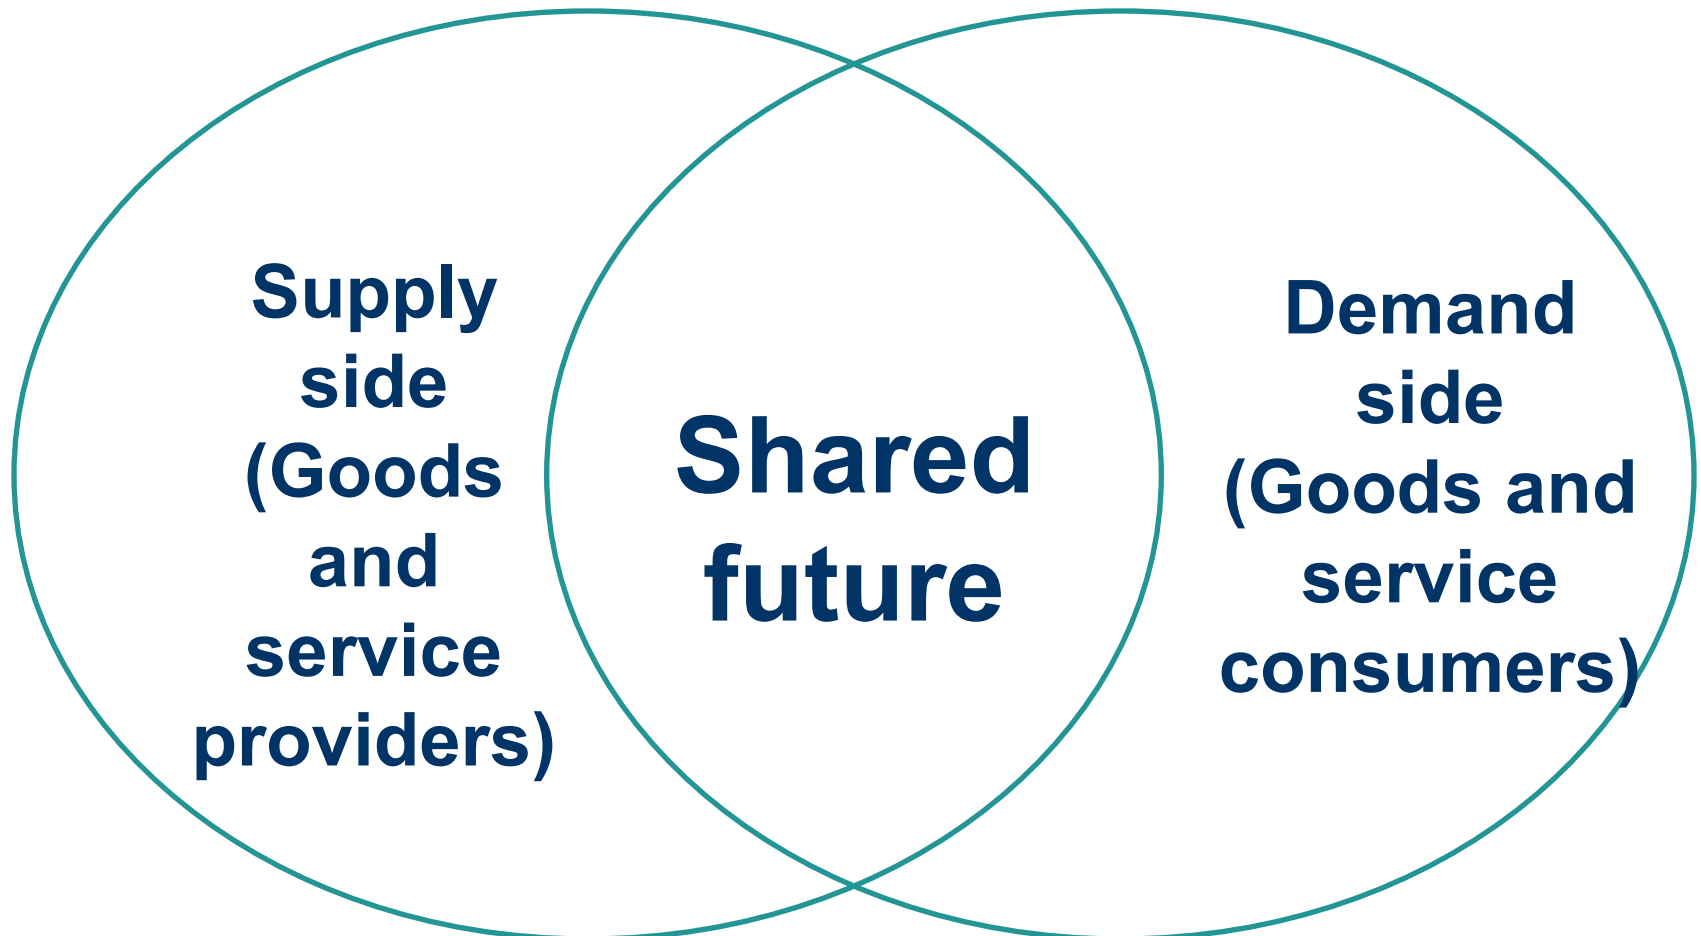 Supply
side
(Goods
and
service
providers)
Shared
future
Demand
side
(Goods and
service
consumers)